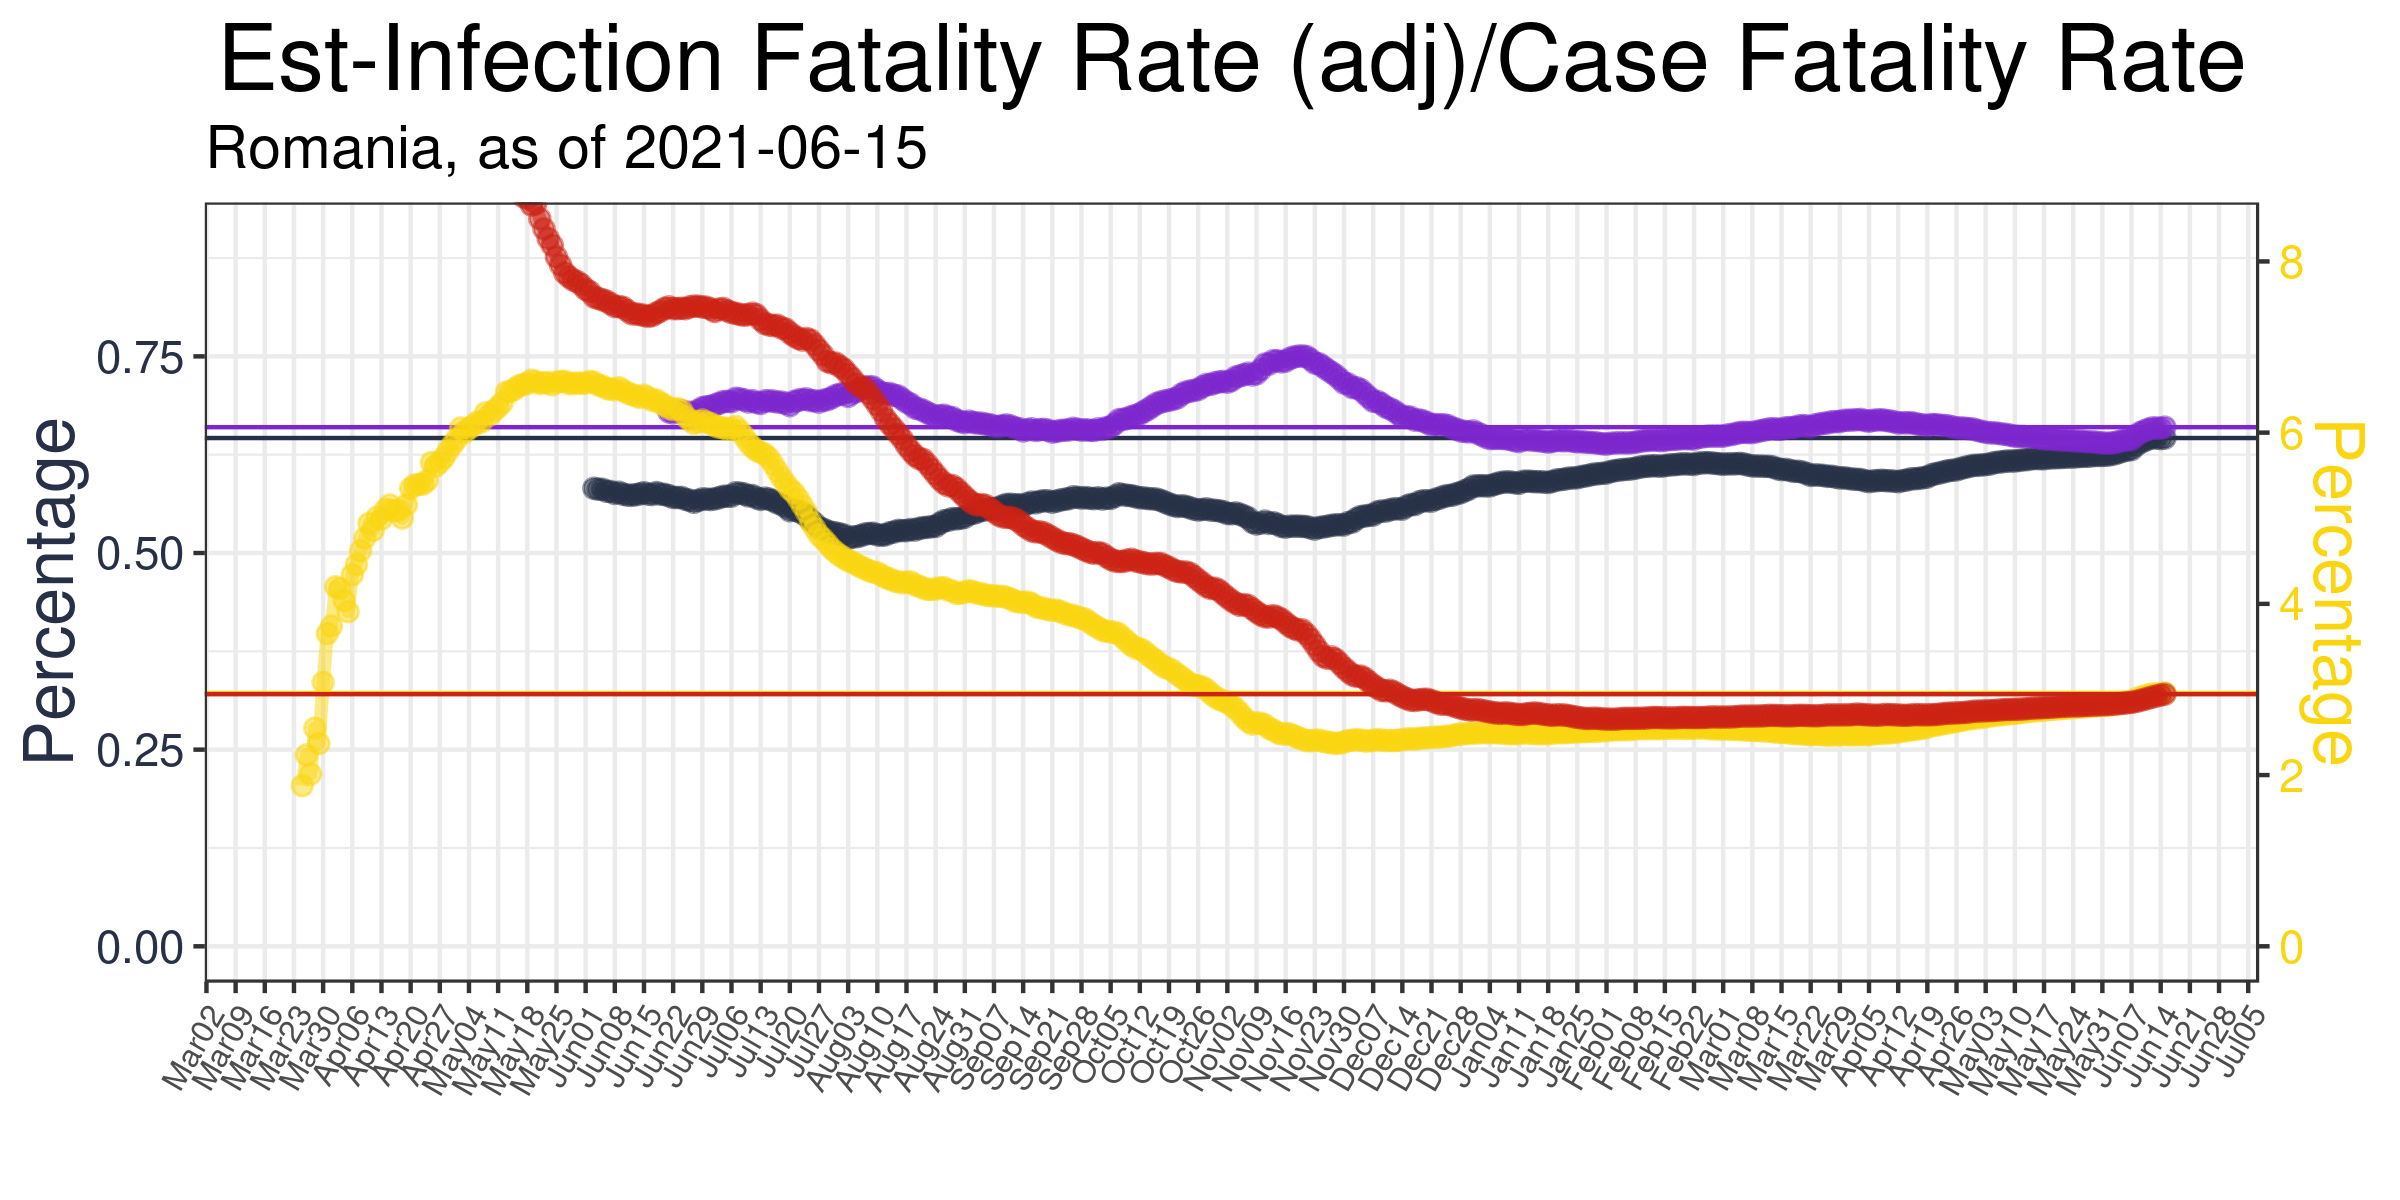 Est-Infection Fatality Rate (adj)/Case Fatality Rate
Romania, as of 2021-06-15
Percentage
0.75
0.50
0.25
0.00
8
6
4
2
0
Percentage
Mar02
Mar09
Mar16
Mar23
Mar30
Apr06
Apr13
Apr20
Apr27
May04
May11
May18
May25
Jun01
Jun08
Jun15
Jun22
Jun29
Jul06
Jul13
Jul20
Jul27
Aug03
Aug10
Aug17
Aug24
Aug31
Sep07
Sep14
Sep21
Sep28
Oct05
Oct12
Oct19
Oct26
Nov02
Nov09
Nov16
Nov23
Nov30
Dec07
Dec14
Dec21
Dec28
Jan04
Jan11
Jan18
Jan25
Feb01
Feb08
Feb15
Feb22
Mar01
Mar08
Mar15
Mar22
Mar29
Apr05
Apr12
Apr19
Apr26
May03
May10
May17
May24
May31
Jun07
Jun14
Jun21
Jun28
Jul05